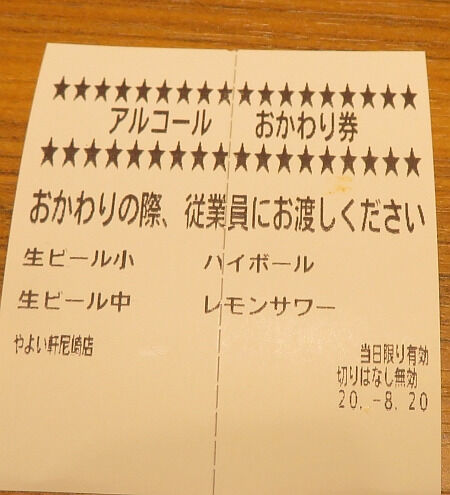 ★★★★★★★★★★★★★★★★★★
アルコール　おかわり券
★★★★★★★★★★★★★★★★★★
おかわりの際、従業員にお渡しください
生ビール小　ハイボール
生ビール中　レモンサワー
やよい軒尼崎店
当日限り有効
切りはなし無効
20.-8.20